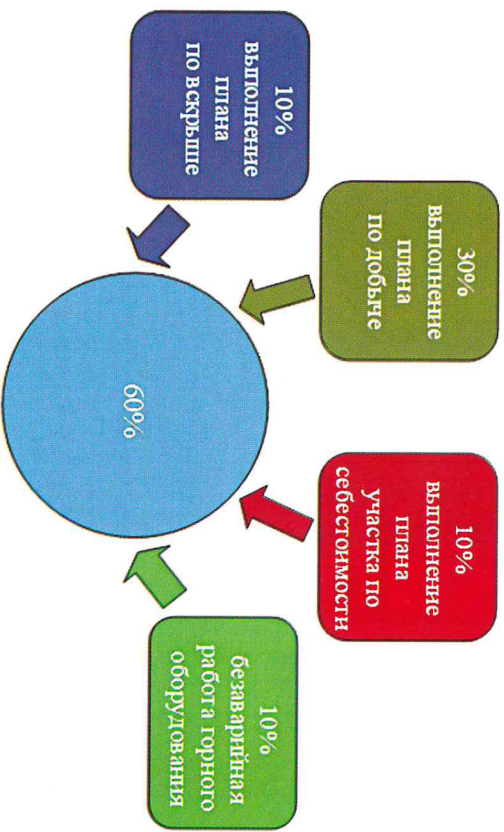 10%
выполнение
плана
по вскрыше
30%
выполнение
плана
по добыче
10%
выполнение
плана
участка по
себестоимости
10%
безаварийная
работа горного
оборудования
60%